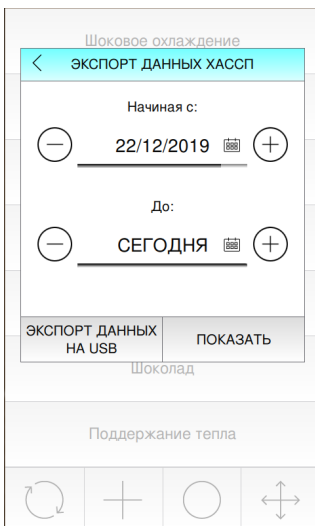 Шоковое охлаждение
ЭКСПОРТ ДАННЫХ ХАССП
Начиная с:
22/12/2019
До:
СЕГОДНЯ
ЭКСПОРТ ДАННЫХ
НА USB
ПОКАЗАТЬ
Шоколад
Поддержание тепла